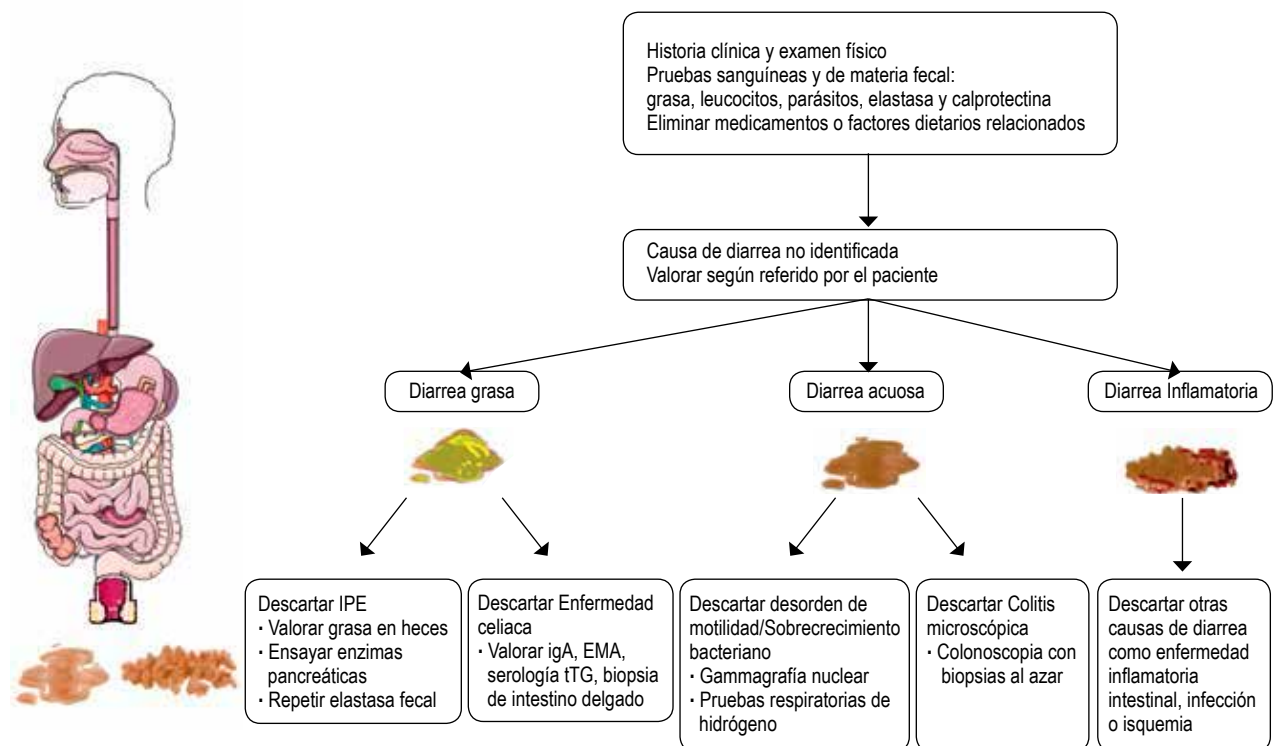 Historia clínica y examen físico
Pruebas sanguíneas y de materia fecal:
grasa, leucocitos, parásitos, elastasa y calprotectina
Eliminar medicamentos o factores dietarios relacionados
Causa de diarrea no identificada
Valorar según referido por el paciente
Diarrea grasa
Diarrea acuosa
Diarrea Inflamatoria
Descartar IPE
· Valorar grasa en heces
· Ensayar enzimas
pancreáticas
· Repetir elastasa fecal
Descartar Enfermedad
celiaca
· Valorar igA, EMA,
serología tTG, biopsia
de intestino delgado
Descartar desorden de
motilidad/Sobrecrecimiento
bacteriano
· Gammagrafía nuclear
· Pruebas respiratorias de
hidrógeno
Descartar Colitis
microscópica
· Colonoscopia con
biopsias al azar
Descartar otras
causas de diarrea
como enfermedad
inflamatoria
intestinal, infección
o isquemia